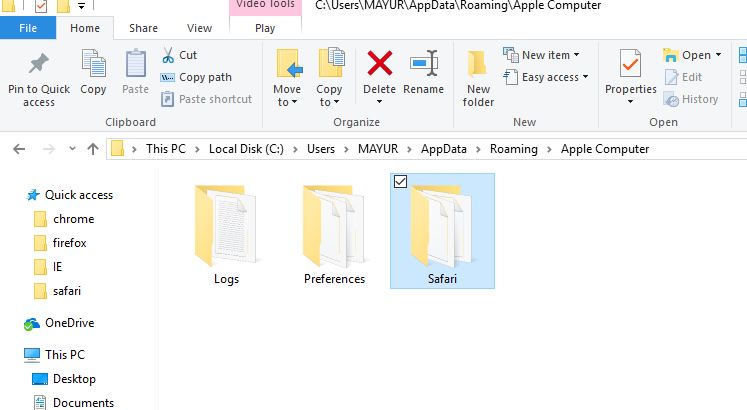 Video Tools
C:\Users\MAYUR\AppData\Roaming\Apple Computer
File
Home
Share
View
Play
Pin to Quick
access
Copy
Paste
Cut
Copy path
Paste shortcut
Clipboard
Move
to
Copy
to
Delete
Rename
Organize
New
folder
New item
Easy access
New
Properties
Open
Edit
History
Open
This PC
Local Disk (C:)
Users
MAYUR
AppData
Roaming
Apple Computer
Quick access
chrome
firefox
IE
safari
OneDrive
This PC
Desktop
Documents
Logs
Preferences
Safari